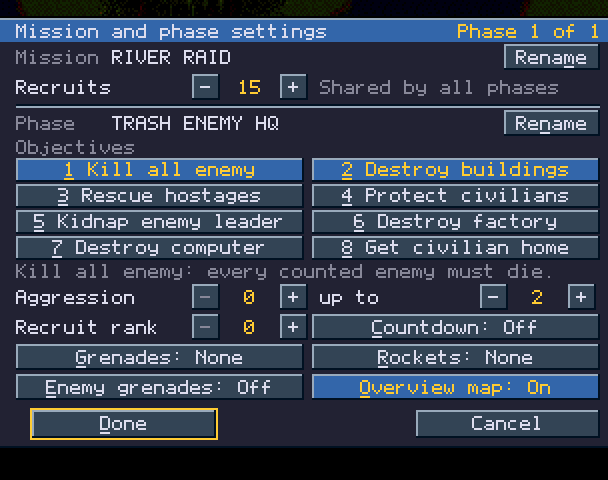 Mission and phase settings Phase 1 of 1
Mission RIVER RAID Rename
Recruits − 15 + Shared by all phases
Phase TRASH ENEMY HQ Rename
Objectives
1 Kill all enemy 2 Destroy buildings
3 Rescue hostages 4 Protect civilians
5 Kidnap enemy leader 6 Destroy factory
7 Destroy computer 8 Get civilian home
Kill all enemy: every counted enemy must die.
Aggression − 0 + up to − 2 +
Recruit rank − 0 + Countdown: Off
Grenades: None Rockets: None
Enemy grenades: Off Overview map: On
Done Cancel